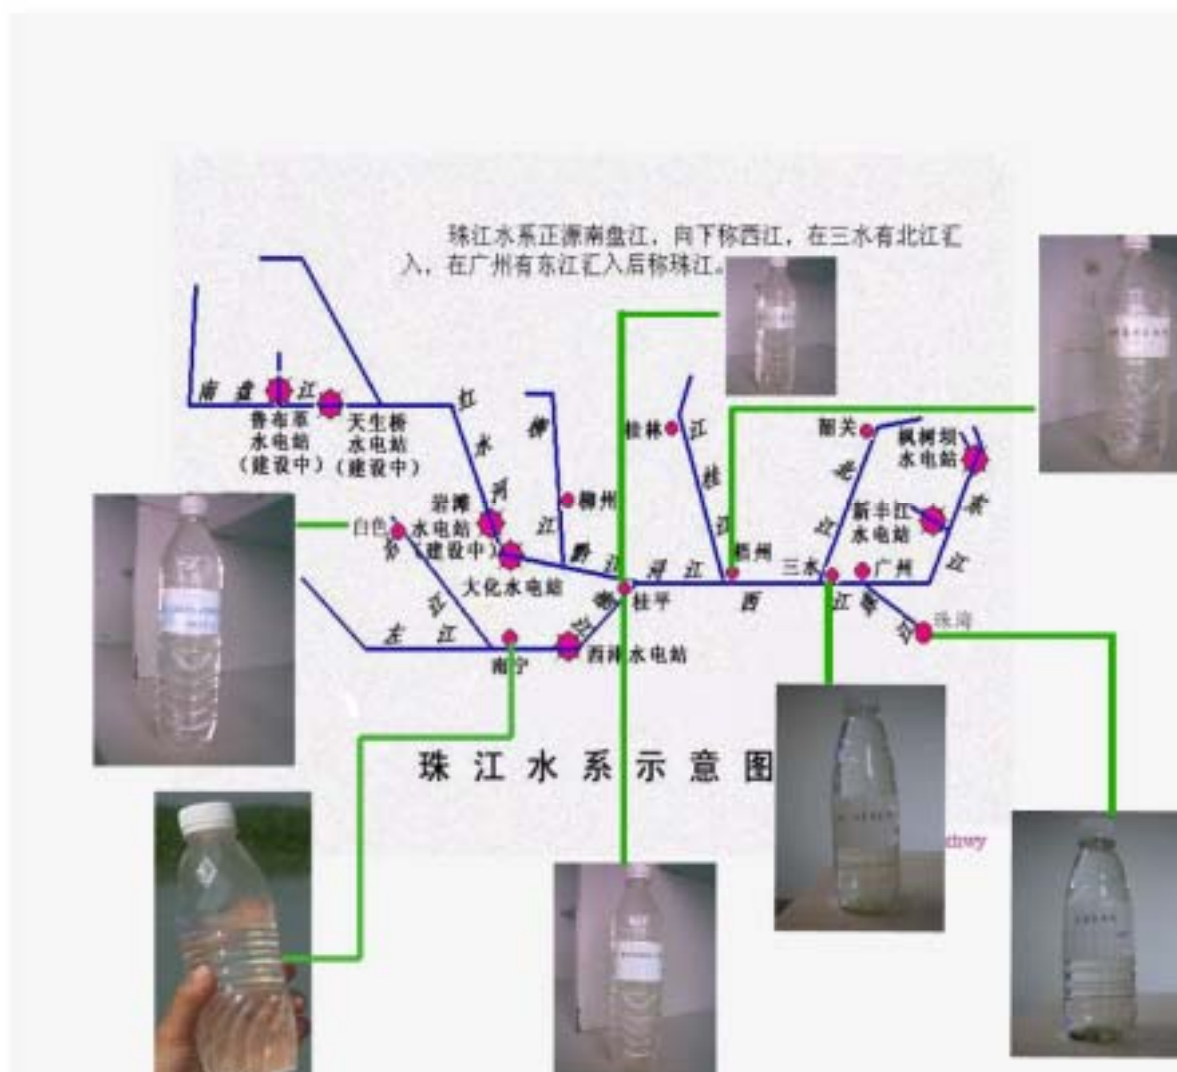 珠江水系正源南盘江，向下称西江，在三水有北江汇
入，在广州有东江汇入后称珠江。
南盘江
鲁布革
水电站
（建设中）
天生桥
水电站
（建设中）
红水河
柳江
柳州
桂林
桂江
江
韶关
北江
枫树坝
水电站
东江
新丰江
水电站
岩滩
水电站
（建设中）
白色
右江
大化水电站
黔江
浔江
梧州
三水
广州
桂平
西江
珠江
珠海
左江
南宁
西津水电站
珠江水系示意图